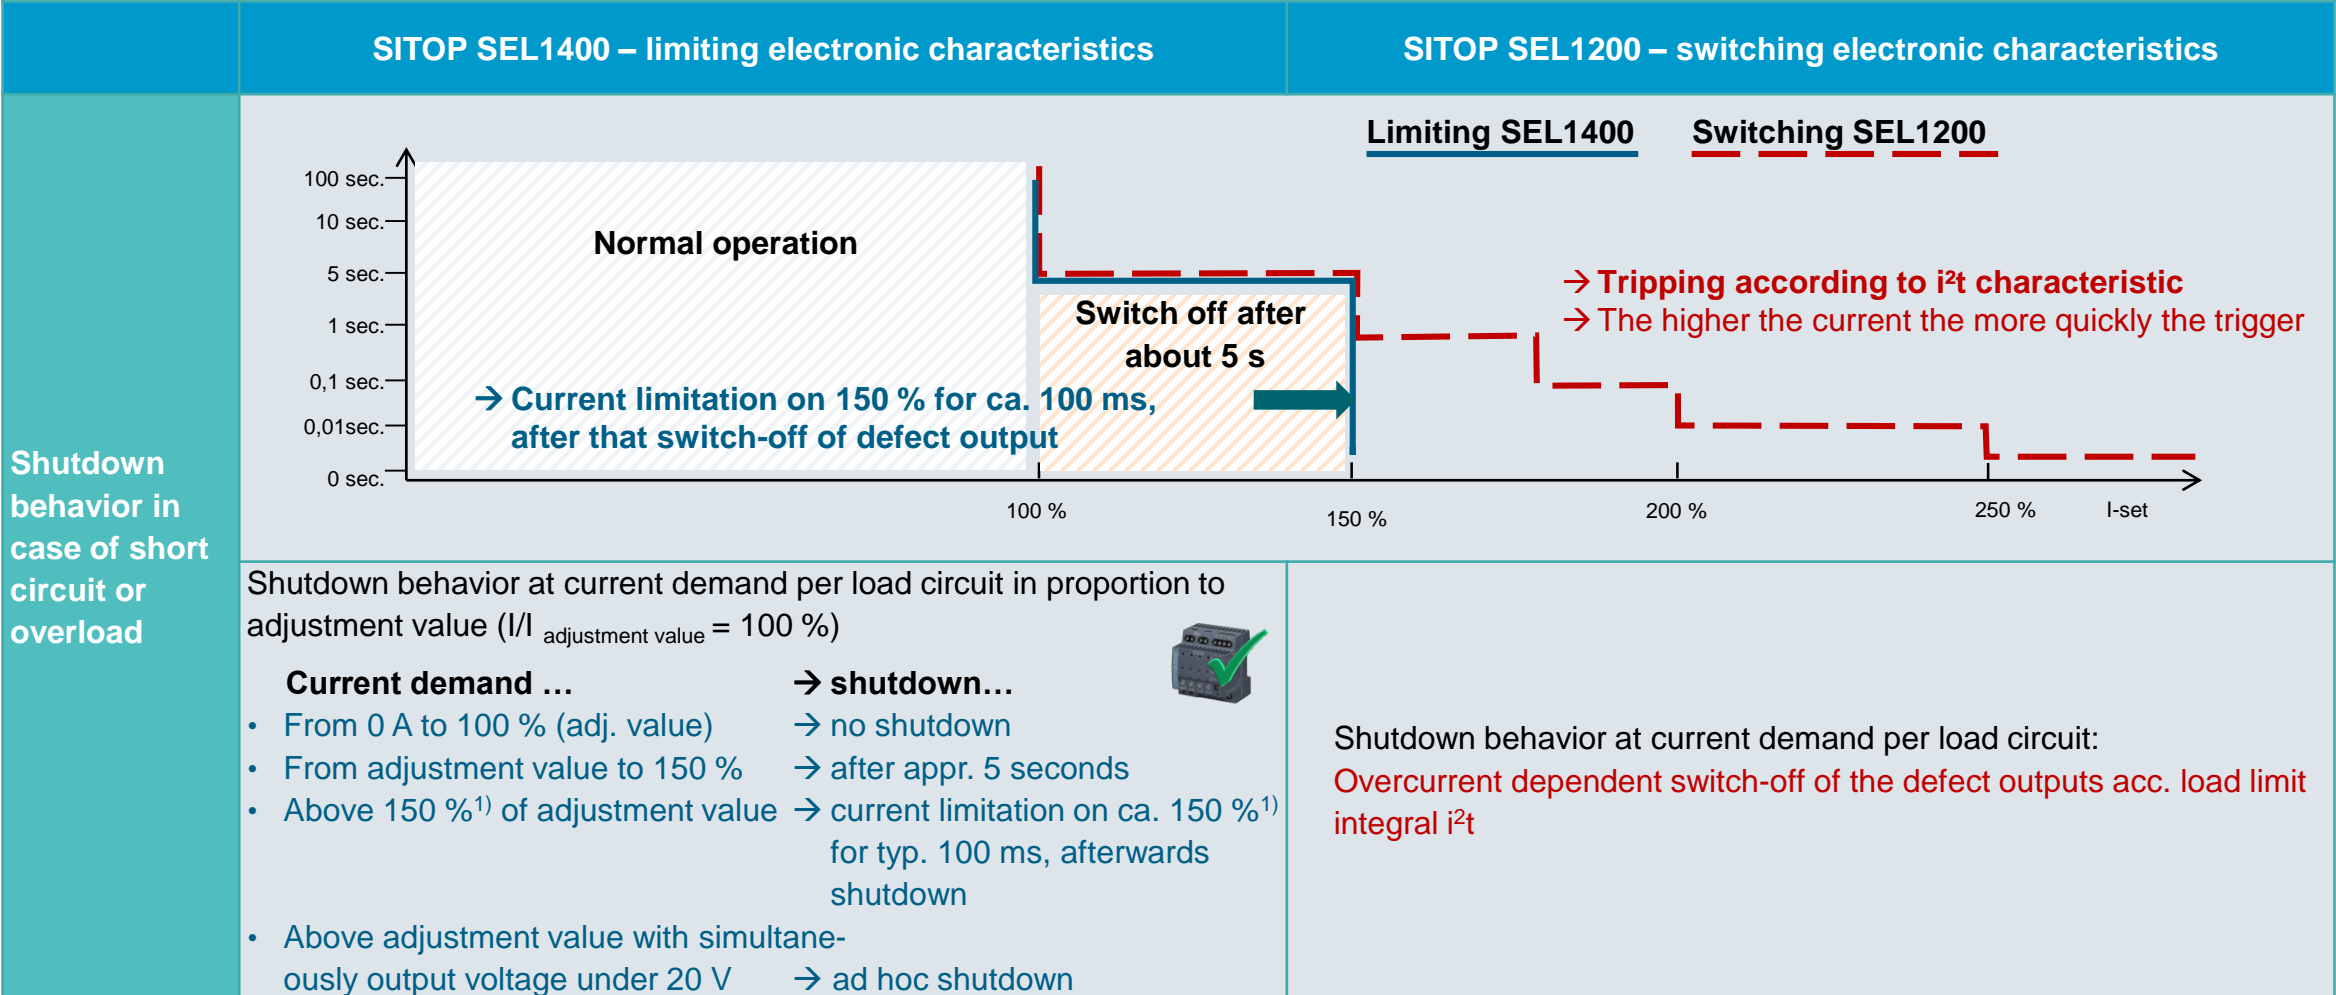 SITOP SEL1400 – limiting electronic characteristics
SITOP SEL1200 – switching electronic characteristics
Shutdown
behavior in
case of short
circuit or
overload
Limiting SEL1400
Switching SEL1200
100 sec.
10 sec.
5 sec.
1 sec.
0,1 sec.
0,01sec.
0 sec.
Normal operation
Switch off after
about 5 s
→ Current limitation on 150 % for ca. 100 ms,
after that switch-off of defect output
→ Tripping according to i²t characteristic
→ The higher the current the more quickly the trigger
100 %
150 %
200 %
250 %
I-set
Shutdown behavior at current demand per load circuit in proportion to
adjustment value (I/I adjustment value = 100 %)
Current demand … → shutdown…
• From 0 A to 100 % (adj. value) → no shutdown
• From adjustment value to 150 % → after appr. 5 seconds
• Above 150 %¹⁾ of adjustment value → current limitation on ca. 150 %¹⁾
for typ. 100 ms, afterwards
shutdown
• Above adjustment value with simultane-
ously output voltage under 20 V → ad hoc shutdown
Shutdown behavior at current demand per load circuit:
Overcurrent dependent switch-off of the defect outputs acc. load limit
integral i²t